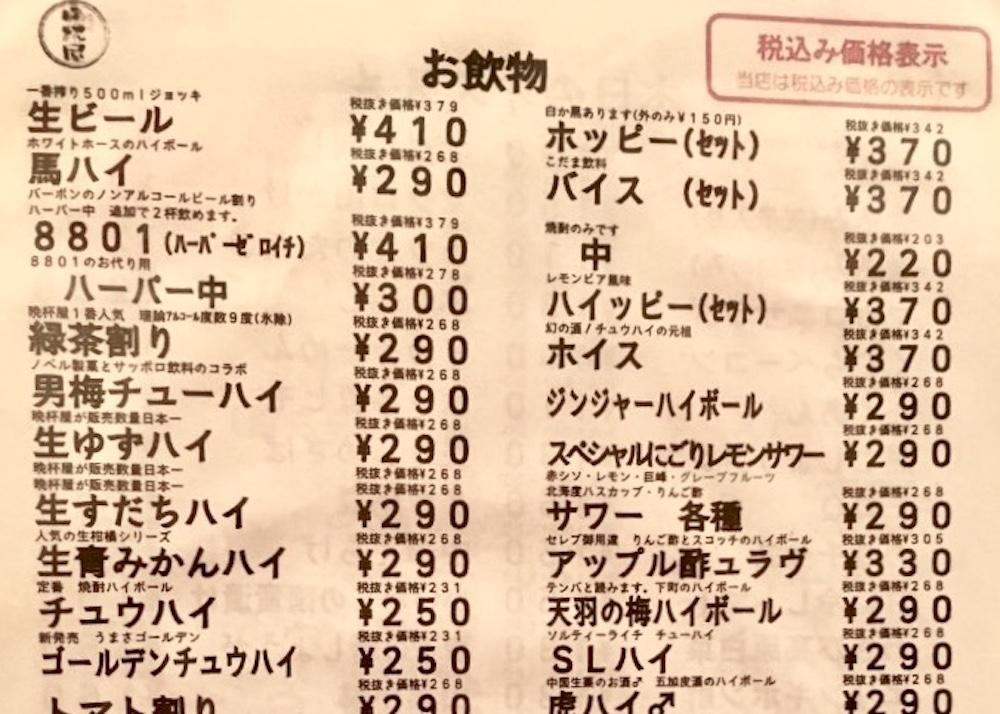 晩杯屋
お飲物
税込み価格表示
当店は税込み価格の表示です
一番搾り500mlジョッキ
生ビール
税抜き価格¥379
¥410
ホワイトホースのハイボール
馬ハイ
税抜き価格¥268
¥290
バーボンのノンアルコールビール割り
ハーバー中 追加で2杯飲めます。
8801(ハーバーゼロイチ)
税抜き価格¥379
¥410
8801のお代り用
ハーバー中
税抜き価格¥278
¥300
晩杯屋1番人気 理論アルコール度数9度(氷除)
緑茶割り
税抜き価格¥268
¥290
ノーベル製菓とサッポロ飲料のコラボ
男梅チューハイ
税抜き価格¥268
¥290
晩杯屋が販売数量日本一
生ゆずハイ
税抜き価格¥268
¥290
晩杯屋が販売数量日本一
晩杯屋が販売数量日本一
生すだちハイ
税抜き価格¥268
¥290
人気の生柑橘シリーズ
生青みかんハイ
税抜き価格¥268
¥290
定番 焼酎ハイボール
チュウハイ
税抜き価格¥231
¥250
新発売 うまさゴールデン
ゴールデンチュウハイ
税抜き価格¥231
¥250
トマト割り
税抜き価格¥268
¥290
白か黒あります(外のみ¥150円)
ホッピー(セット)
税抜き価格¥342
¥370
こだま飲料
バイス (セット)
税抜き価格¥342
¥370
焼酎のみです
中
税抜き価格¥203
¥220
レモンビア風味
ハイッピー(セット)
税抜き価格¥342
¥370
幻の酒/チュウハイの元祖
ホイス
税抜き価格¥342
¥370
ジンジャーハイボール
税抜き価格¥268
¥290
スペシャルにごりレモンサワー
税抜き価格¥268
¥290
赤シソ・レモン・巨峰・グレープフルーツ
北海道ハスカップ・りんご酢
サワー 各種
税抜き価格¥268
¥290
セレブ御用達 りんご酢とスコッチのハイボール
アップル酢ュラヴ
税抜き価格¥305
¥330
テンバと読みます。下町のハイボール
天羽の梅ハイボール
税抜き価格¥268
¥290
ソルティーライチ チューハイ
SLハイ
税抜き価格¥268
¥290
中国生薬のお酒♂ 五加皮酒のハイボール
虎ハイ♂
税抜き価格¥268
¥290